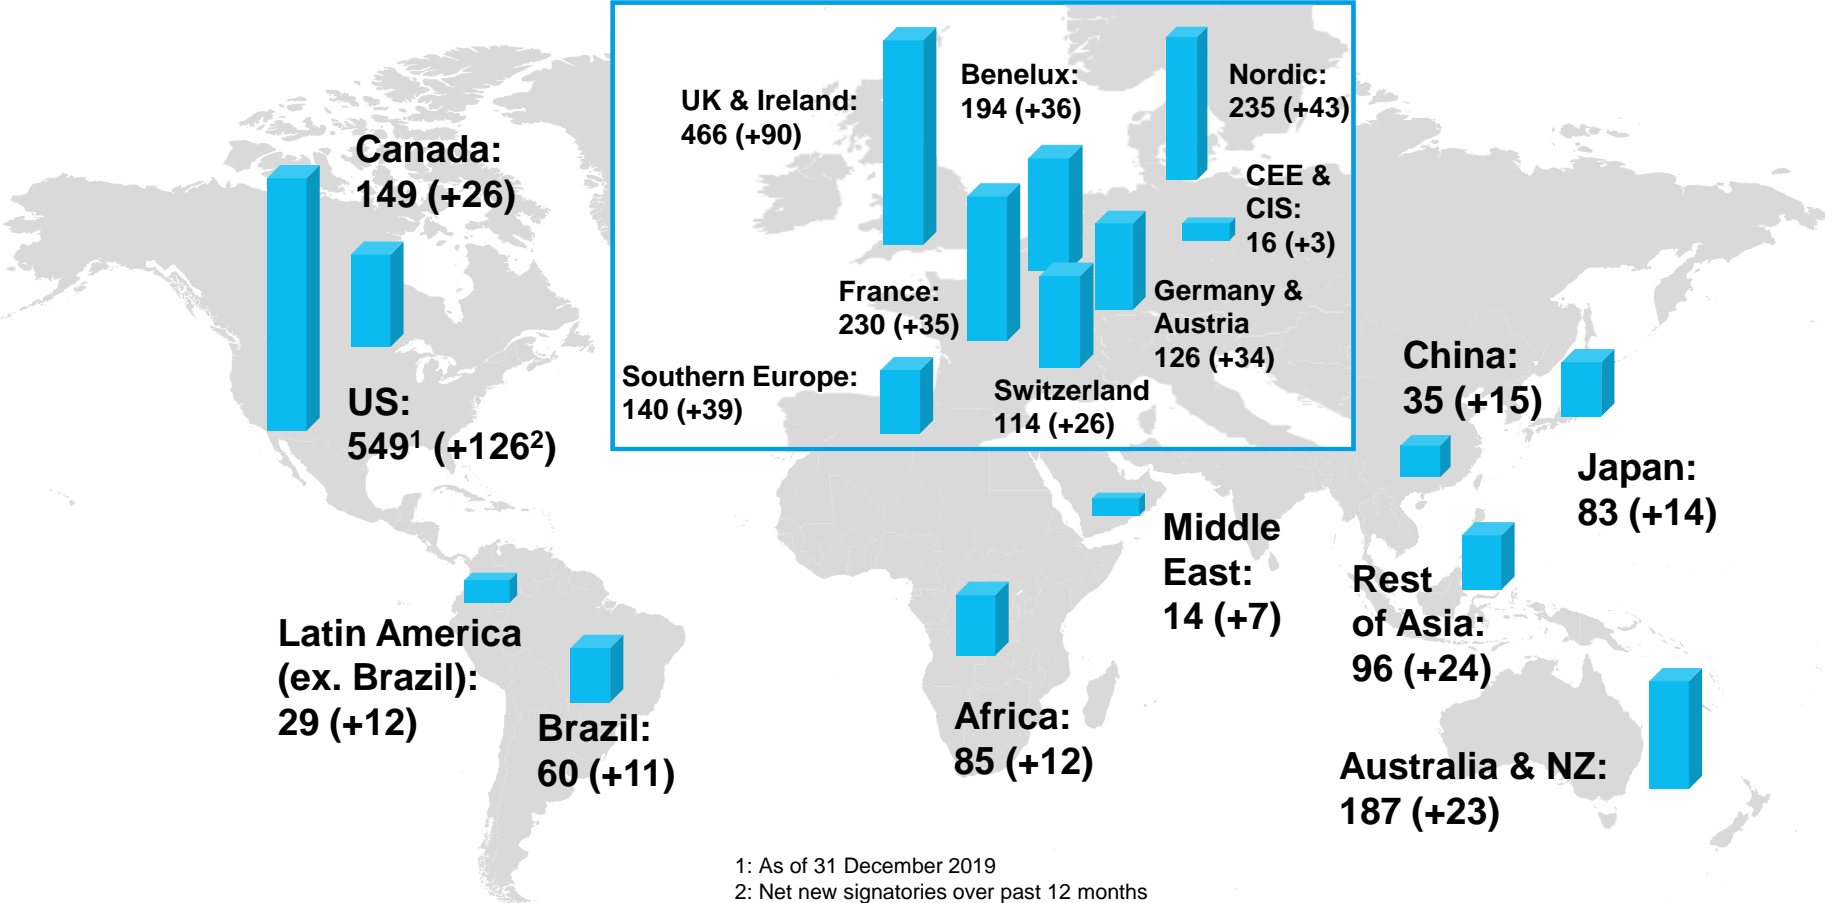 Canada:
149 (+26)
US:
549¹ (+126²)
UK & Ireland:
466 (+90)
Benelux:
194 (+36)
Nordic:
235 (+43)
CEE &
CIS:
16 (+3)
France:
230 (+35)
Germany &
Austria
126 (+34)
Southern Europe:
140 (+39)
Switzerland
114 (+26)
China:
35 (+15)
Japan:
83 (+14)
Middle
East:
14 (+7)
Rest
of Asia:
96 (+24)
Latin America
(ex. Brazil):
29 (+12)
Brazil:
60 (+11)
Africa:
85 (+12)
Australia & NZ:
187 (+23)
1: As of 31 December 2019
2: Net new signatories over past 12 months